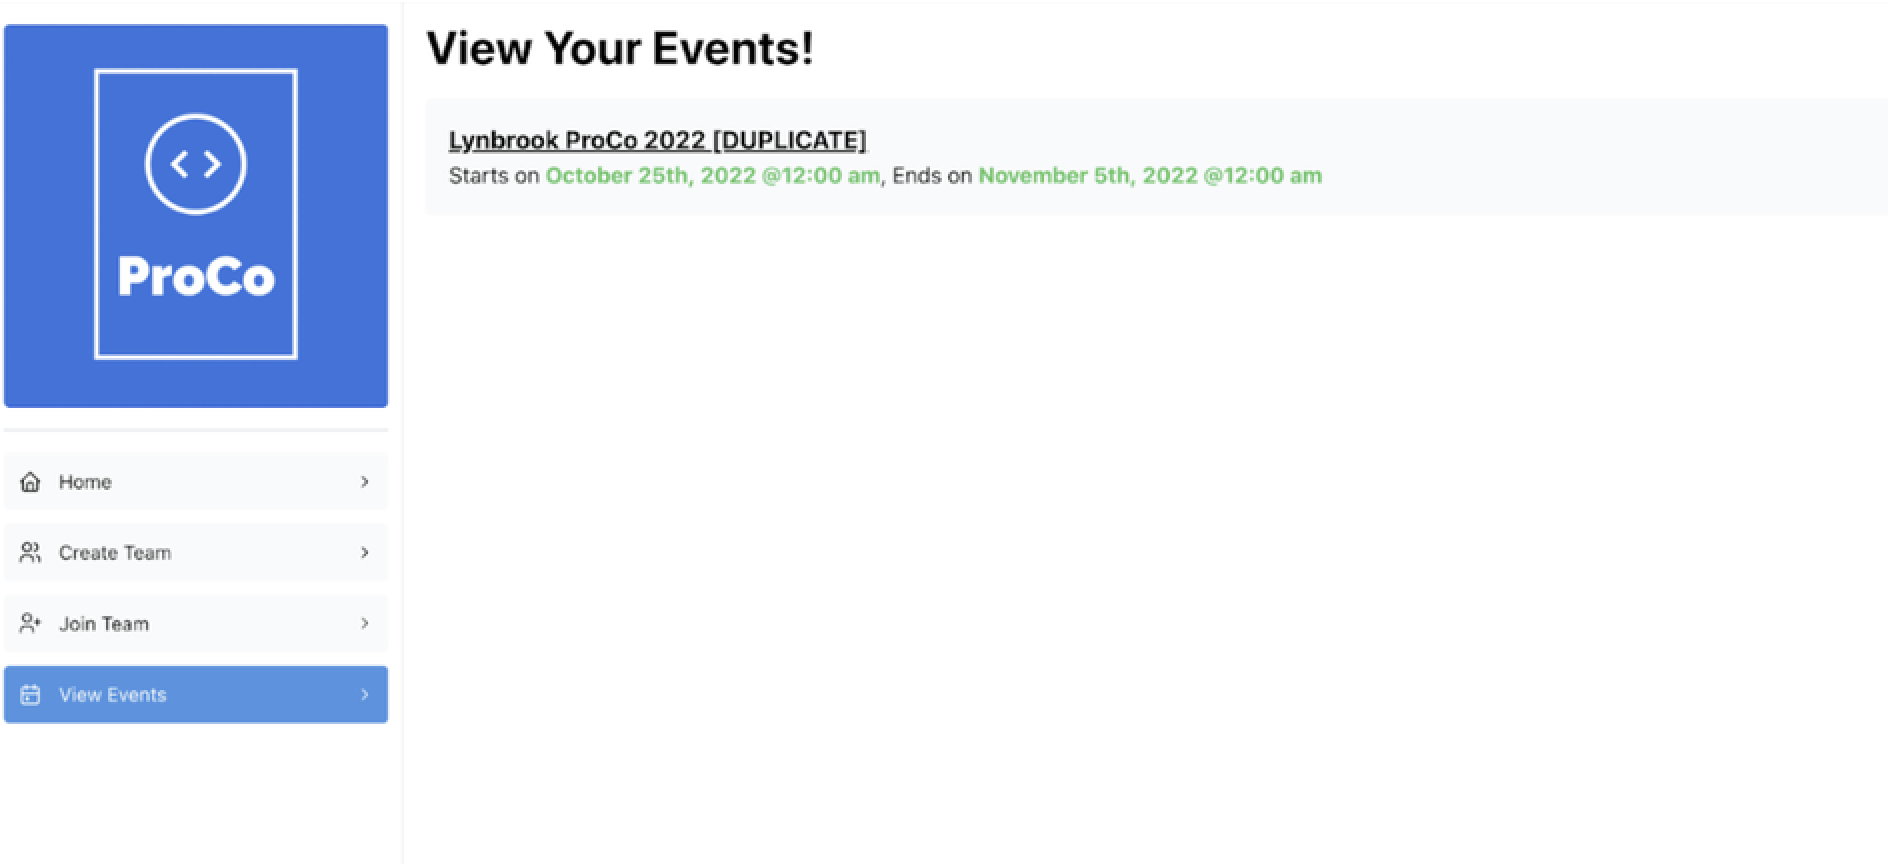 ProCo
Home
Create Team
Join Team
View Events
View Your Events!
Lynbrook ProCo 2022 [DUPLICATE]
Starts on October 25th, 2022 @12:00 am, Ends on November 5th, 2022 @12:00 am